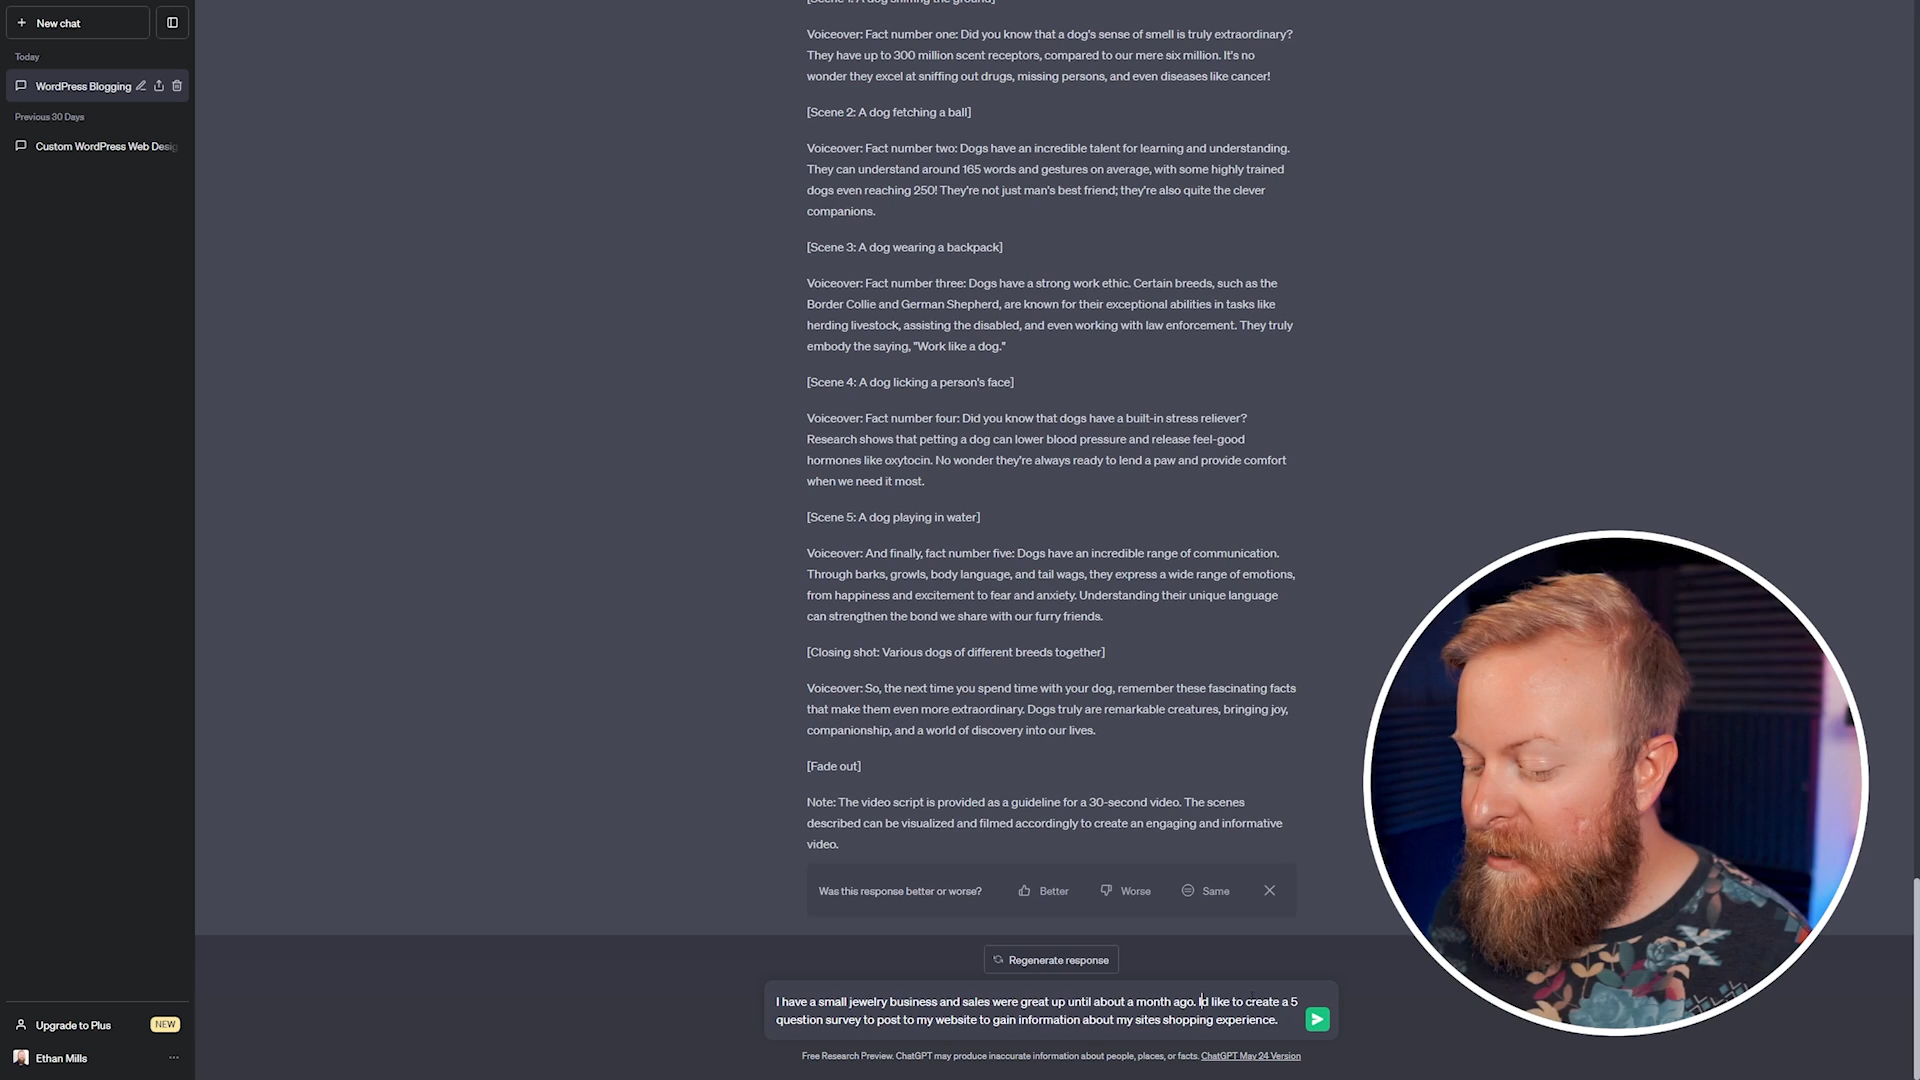 New chat
Today
WordPress Blogging
Previous 30 Days
Custom WordPress Web Desig
Upgrade to Plus
NEW
Ethan Mills
[Scene 1: A dog sniffing the ground]
Voiceover: Fact number one: Did you know that a dog's sense of smell is truly extraordinary?
They have up to 300 million scent receptors, compared to our mere six million. It's no
wonder they excel at sniffing out drugs, missing persons, and even diseases like cancer!
[Scene 2: A dog fetching a ball]
Voiceover: Fact number two: Dogs have an incredible talent for learning and understanding.
They can understand around 165 words and gestures on average, with some highly trained
dogs even reaching 250! They're not just man's best friend; they're also quite the clever
companions.
[Scene 3: A dog wearing a backpack]
Voiceover: Fact number three: Dogs have a strong work ethic. Certain breeds, such as the
Border Collie and German Shepherd, are known for their exceptional abilities in tasks like
herding livestock, assisting the disabled, and even working with law enforcement. They truly
embody the saying, "Work like a dog."
[Scene 4: A dog licking a person's face]
Voiceover: Fact number four: Did you know that dogs have a built-in stress reliever?
Research shows that petting a dog can lower blood pressure and release feel-good
hormones like oxytocin. No wonder they're always ready to lend a paw and provide comfort
when we need it most.
[Scene 5: A dog playing in water]
Voiceover: And finally, fact number five: Dogs have an incredible range of communication.
Through barks, growls, body language, and tail wags, they express a wide range of emotions,
from happiness and excitement to fear and anxiety. Understanding their unique language
can strengthen the bond we share with our furry friends.
[Closing shot: Various dogs of different breeds together]
Voiceover: So, the next time you spend time with your dog, remember these fascinating facts
that make them even more extraordinary. Dogs truly are remarkable creatures, bringing joy,
companionship, and a world of discovery into our lives.
[Fade out]
Note: The video script is provided as a guideline for a 30-second video. The scenes
described can be visualized and filmed accordingly to create an engaging and informative
video.
Was this response better or worse? Better Worse Same
Regenerate response
I have a small jewelry business and sales were great up until about a month ago. Id like to create a 5
question survey to post to my website to gain information about my sites shopping experience.
Free Research Preview. ChatGPT may produce inaccurate information about people, places, or facts. ChatGPT May 24 Version